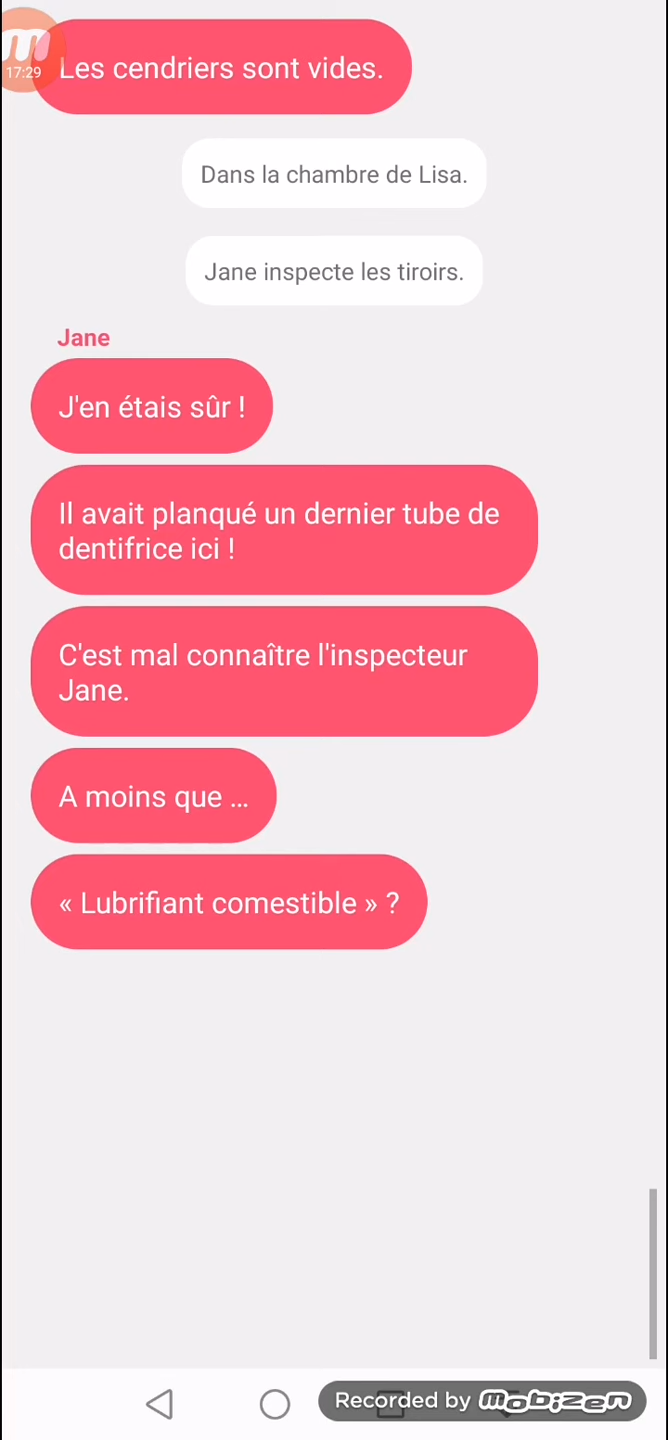 17:29
Les cendriers sont vides.
Dans la chambre de Lisa.
Jane inspecte les tiroirs.
Jane
J'en étais sûr !
Il avait planqué un dernier tube de
dentifrice ici !
C'est mal connaître l'inspecteur
Jane.
A moins que ...
« Lubrifiant comestible » ?
Recorded by Mobizen